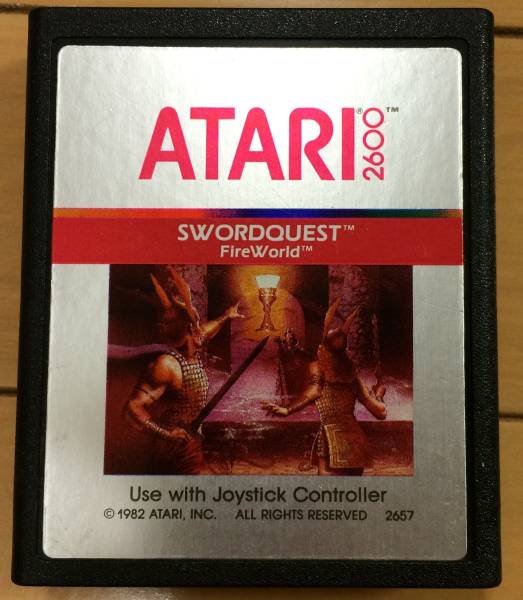 ATARI® 2600™
SWORDQUEST™
FireWorld™
Use with Joystick Controller
© 1982 ATARI, INC. ALL RIGHTS RESERVED 2657